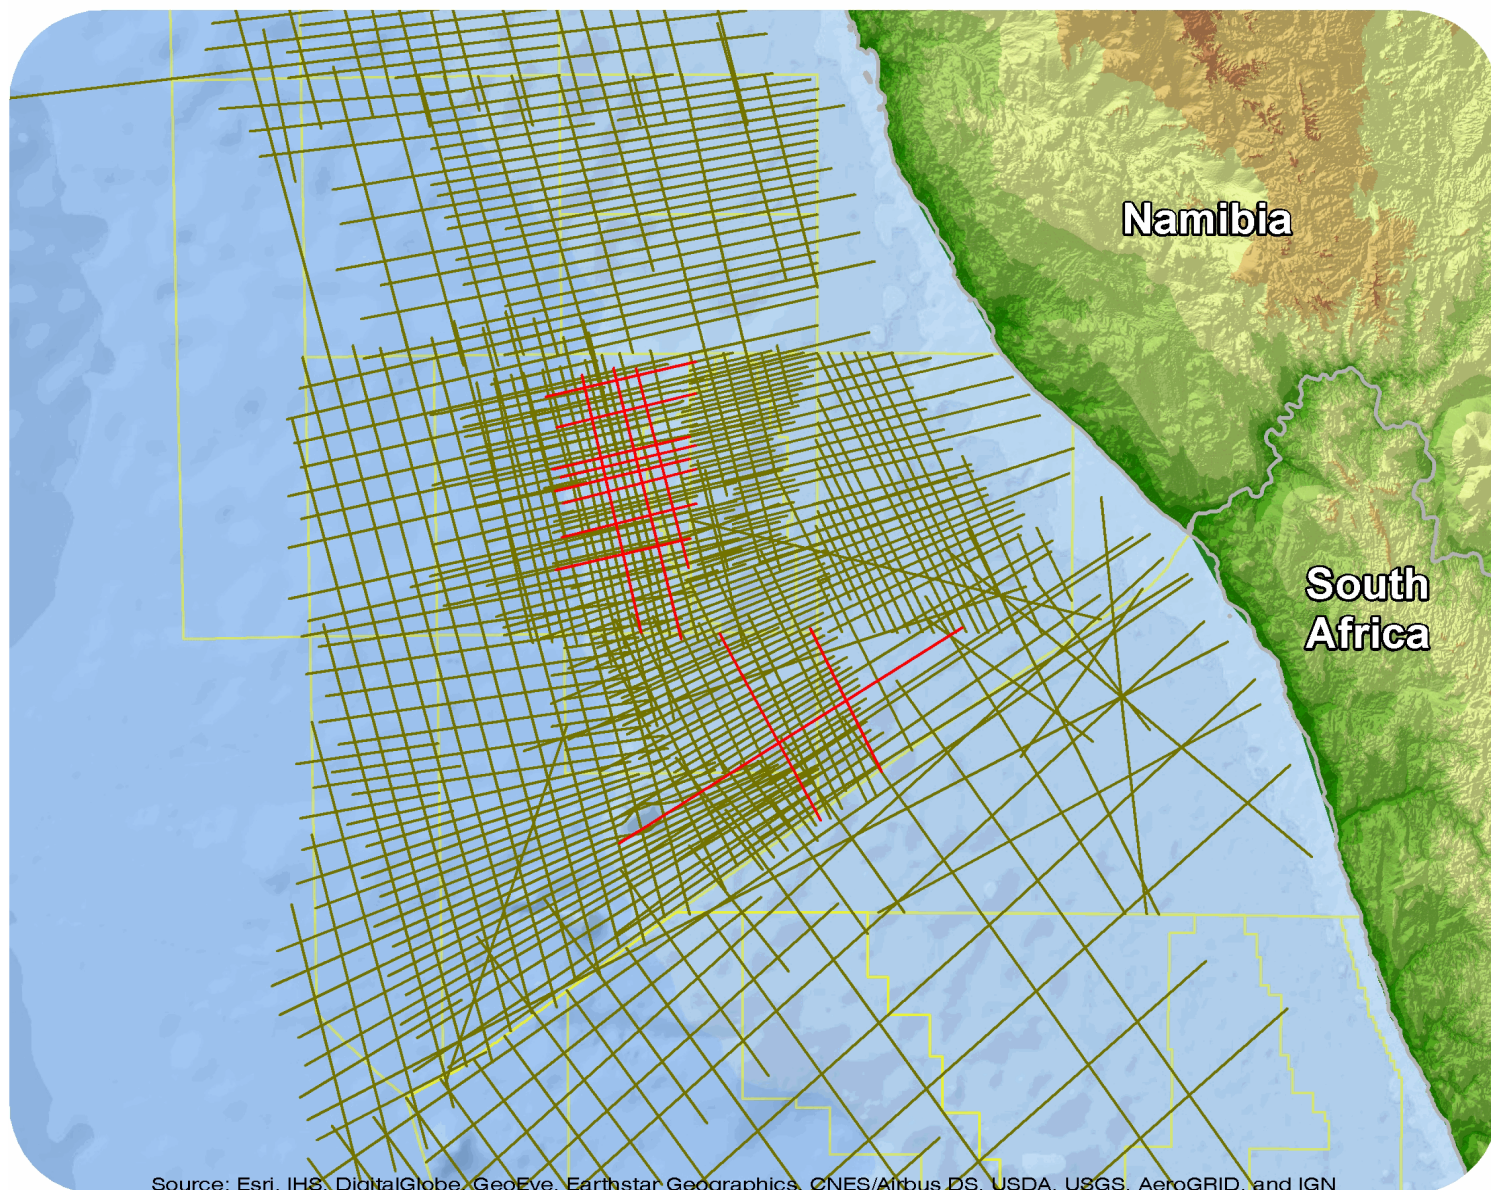 Namibia
South
Africa
Source: Esri, IHS, DigitalGlobe, GeoEye, Earthstar Geographics, CNES/Airbus DS, USDA, USGS, AeroGRID, and IGN